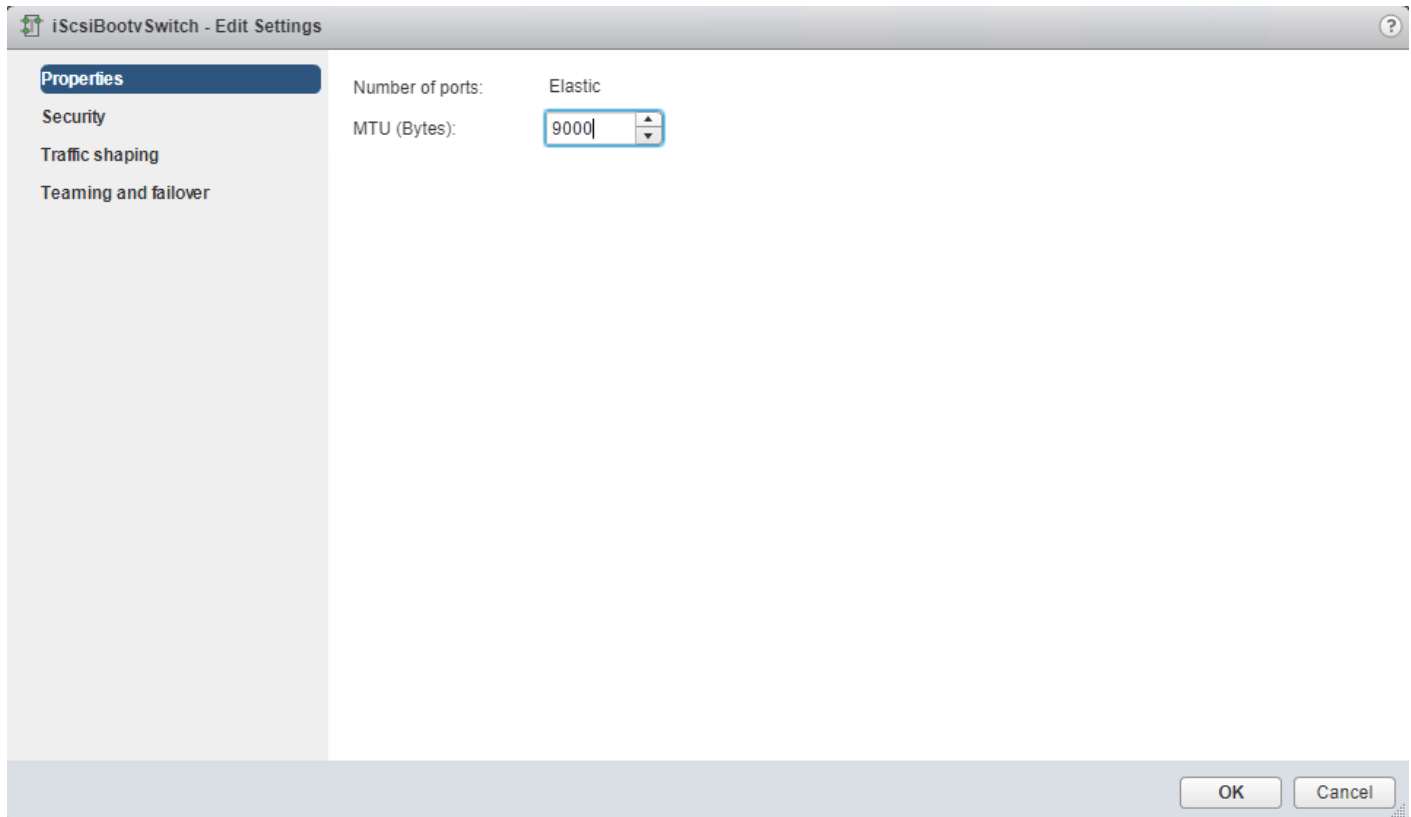 iScsiBootvSwitch - Edit Settings ?
Properties
Security
Traffic shaping
Teaming and failover
Number of ports: Elastic
MTU (Bytes): 9000
OK Cancel